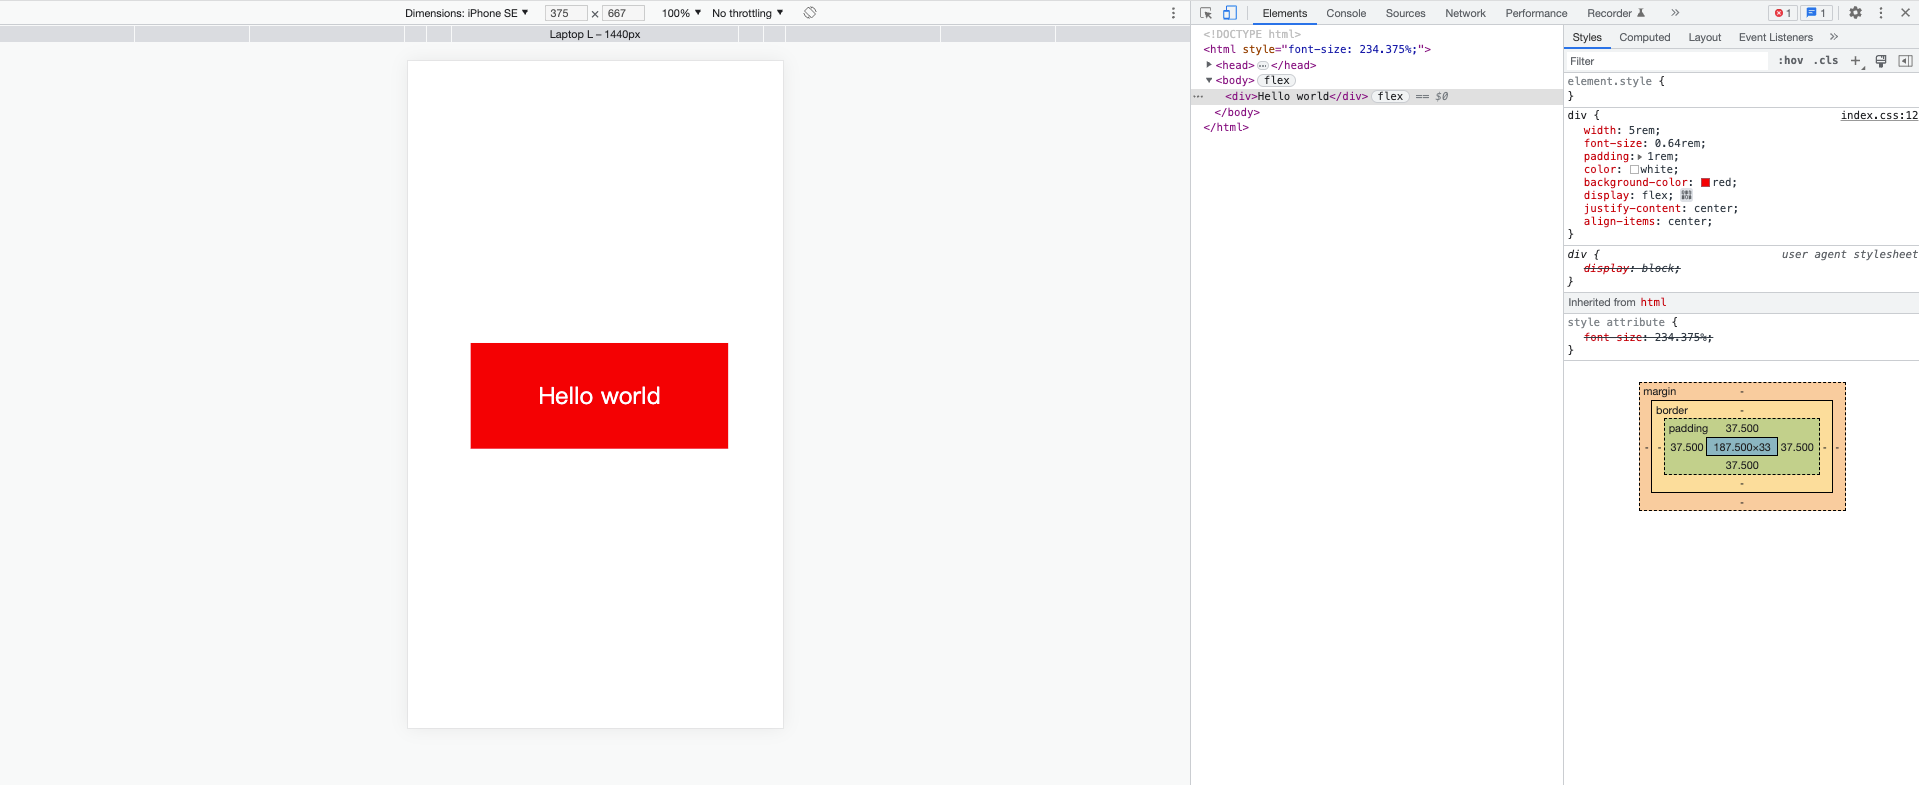 Dimensions: iPhone SE ▼ 375 × 667 100% ▼ No throttling ▼
Laptop L – 1440px
Hello world
Elements Console Sources Network Performance Recorder » 1 1
<!DOCTYPE html>
<html style="font-size: 234.375%;">
<head>…</head>
<body> flex
<div>Hello world</div> flex == $0
</body>
</html>
Styles Computed Layout Event Listeners »
Filter :hov .cls +
element.style {
}
div { index.css:12
width: 5rem;
font-size: 0.64rem;
padding: 1rem;
color: white;
background-color: red;
display: flex;
justify-content: center;
align-items: center;
}
div { user agent stylesheet
display: block;
}
Inherited from html
style attribute {
font-size: 234.375%;
}
margin -
border -
padding 37.500
- - 37.500 187.500×33 37.500 - -
37.500
-
-